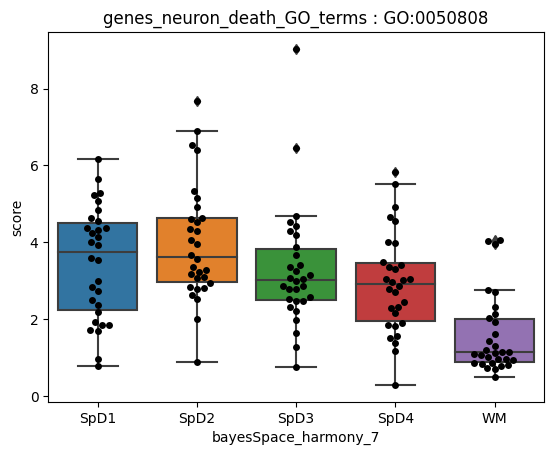 genes_neuron_death_GO_terms : GO:0050808
score
8
6
4
2
0
SpD1 SpD2 SpD3 SpD4 WM
bayesSpace_harmony_7